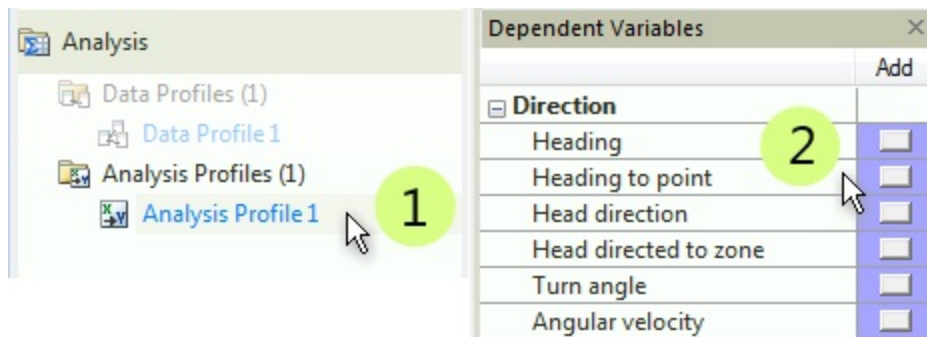 Analysis
Data Profiles (1)
Data Profile 1
Analysis Profiles (1)
Analysis Profile 1
1
Dependent Variables
Add
Direction
Heading
2
Heading to point
Head direction
Head directed to zone
Turn angle
Angular velocity